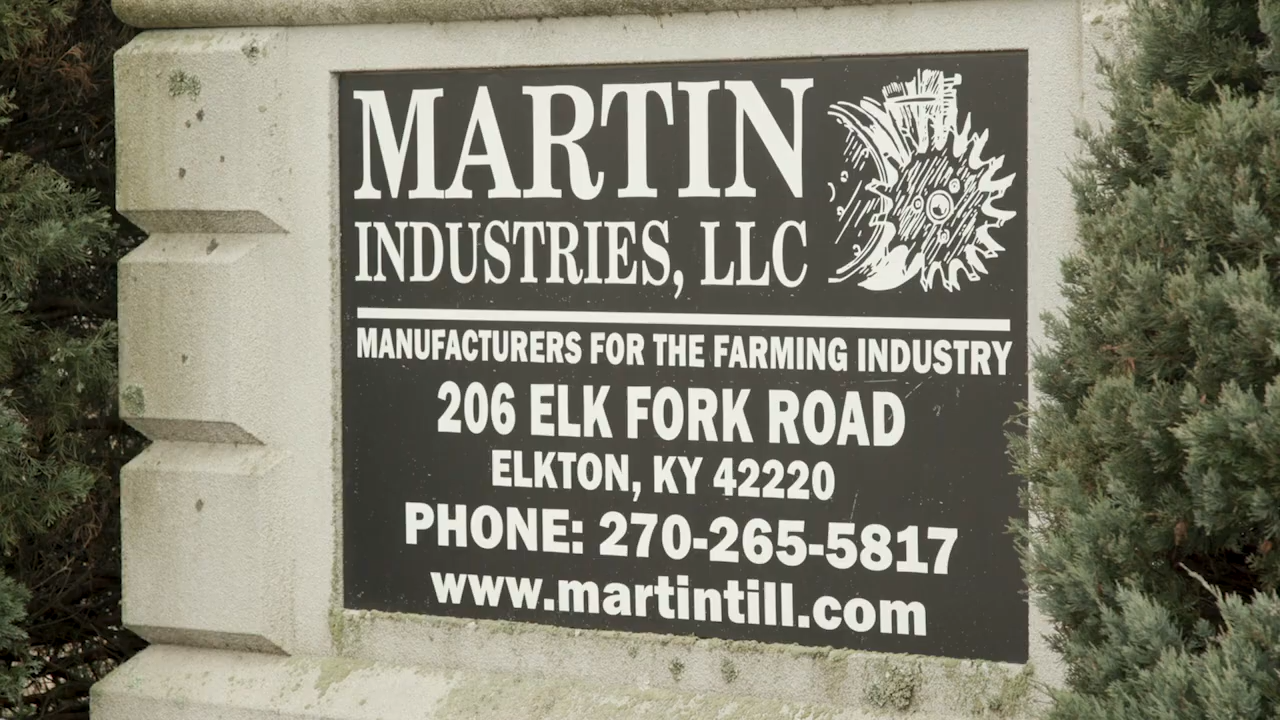 MARTIN
INDUSTRIES, LLC
MANUFACTURERS FOR THE FARMING INDUSTRY
206 ELK FORK ROAD
ELKTON, KY 42220
PHONE: 270-265-5817
www.martintill.com